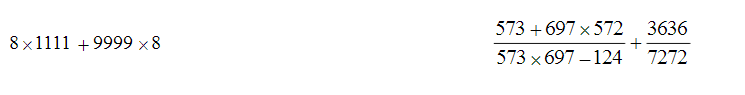 8 × 1111 + 9999 × 8
573 + 697 × 572 / 573 × 697 − 124 + 3636 / 7272